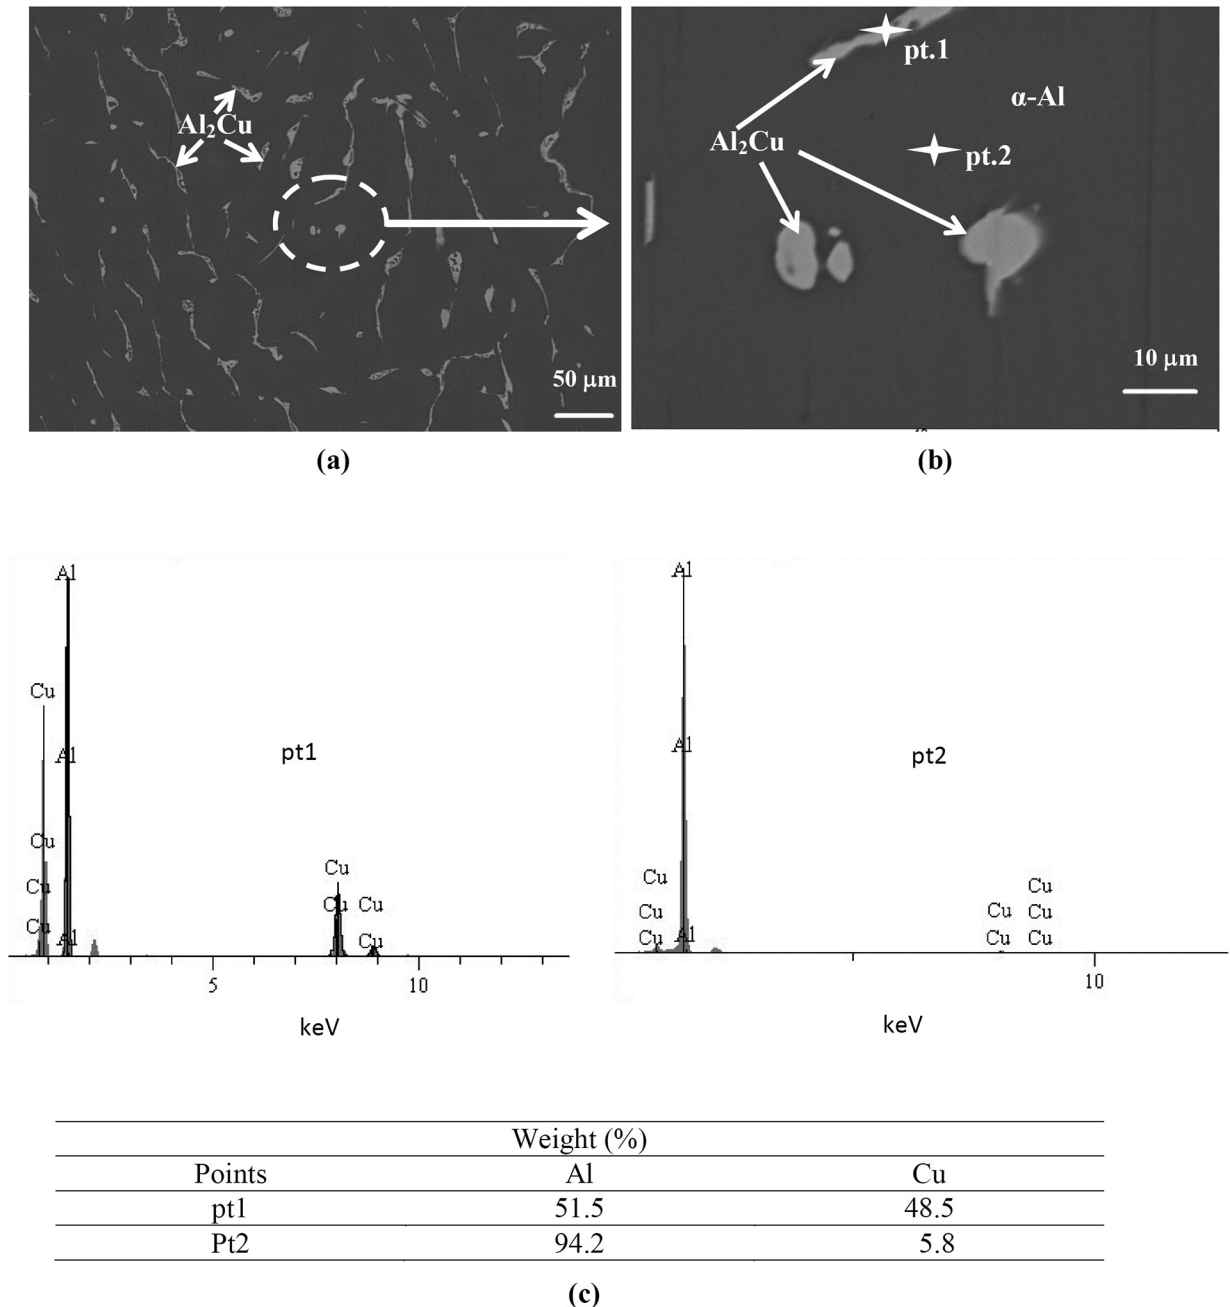 Al₂Cu
50 μm
(a)
pt.1
α-Al
Al₂Cu
pt.2
10 μm
(b)
Al
Cu
Al
Cu
Cu
Cu
Al
pt1
Cu
Cu
Cu
Cu
5
10
keV
Al
Al
Cu
Cu
Cu
Al
pt2
Cu
Cu
Cu
Cu
Cu
10
keV
Weight (%)
Points Al Cu
pt1 51.5 48.5
Pt2 94.2 5.8
(c)